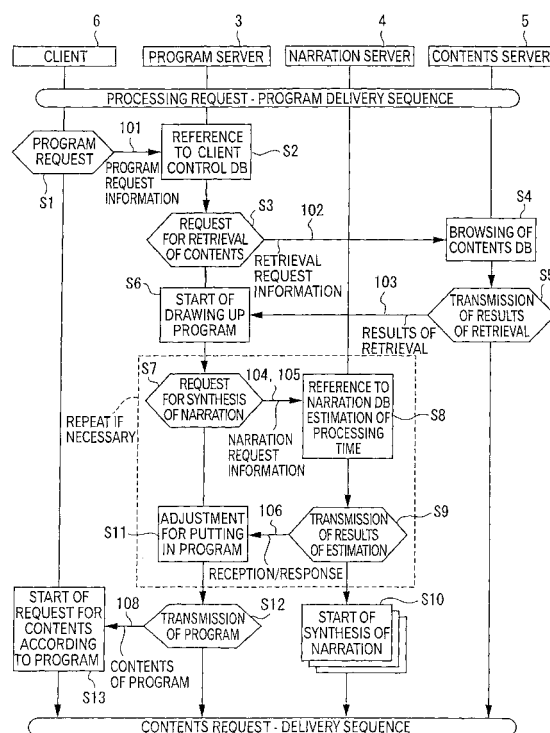 6
3
4
5
CLIENT
PROGRAM SERVER
NARRATION SERVER
CONTENTS SERVER
PROCESSING REQUEST - PROGRAM DELIVERY SEQUENCE
PROGRAM
REQUEST
S1
101
PROGRAM
REQUEST
INFORMATION
REFERENCE
TO CLIENT
CONTROL DB
S2
S3
REQUEST
FOR RETRIEVAL
OF CONTENTS
102
RETRIEVAL
REQUEST
INFORMATION
S4
BROWSING OF
CONTENTS DB
S5
TRANSMISSION
OF RESULTS
OF RETRIEVAL
103
RESULTS OF
RETRIEVAL
S6
START OF
DRAWING UP
PROGRAM
S7
REQUEST
FOR SYNTHESIS
OF NARRATION
104, 105
NARRATION
REQUEST
INFORMATION
REPEAT IF
NECESSARY
REFERENCE TO
NARRATION DB
ESTIMATION OF
PROCESSING
TIME
S8
S9
TRANSMISSION
OF RESULTS
OF ESTIMATION
106
RECEPTION/RESPONSE
S11
ADJUSTMENT
FOR PUTTING
IN PROGRAM
S10
START OF
SYNTHESIS OF
NARRATION
S12
TRANSMISSION
OF PROGRAM
108
CONTENTS
OF PROGRAM
START OF
REQUEST FOR
CONTENTS
ACCORDING
TO PROGRAM
S13
CONTENTS REQUEST - DELIVERY SEQUENCE